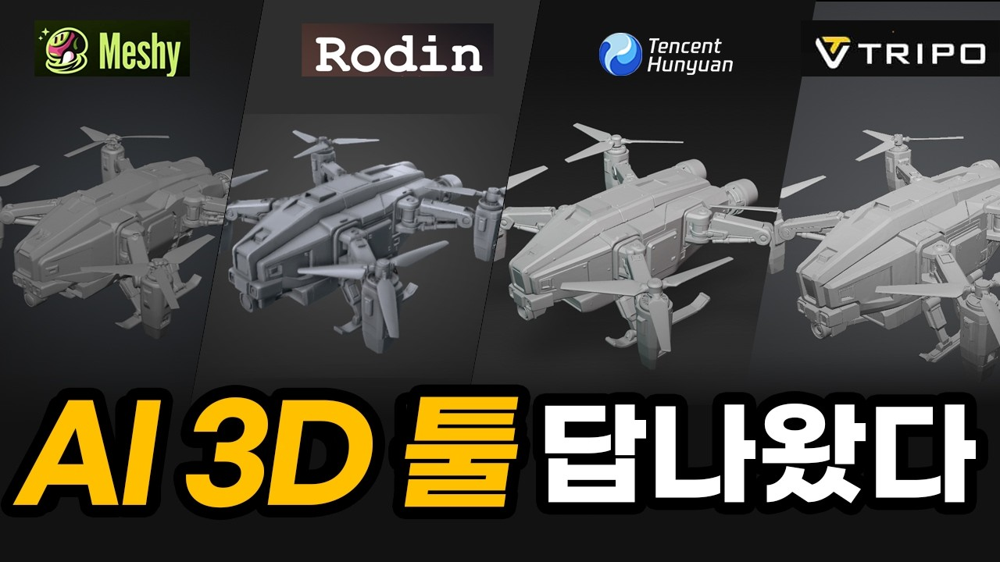 Meshy
Rodin
Tencent
Hunyuan
TRIPO
AI 3D 툴 답나왔다